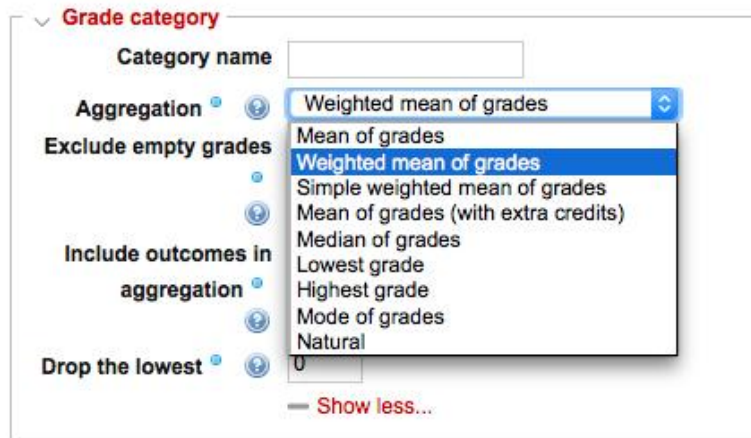 Grade category
Category name
Aggregation
Weighted mean of grades
Mean of grades
Weighted mean of grades
Simple weighted mean of grades
Mean of grades (with extra credits)
Median of grades
Lowest grade
Highest grade
Mode of grades
Natural
Exclude empty grades
Include outcomes in
aggregation
Drop the lowest
0
Show less...